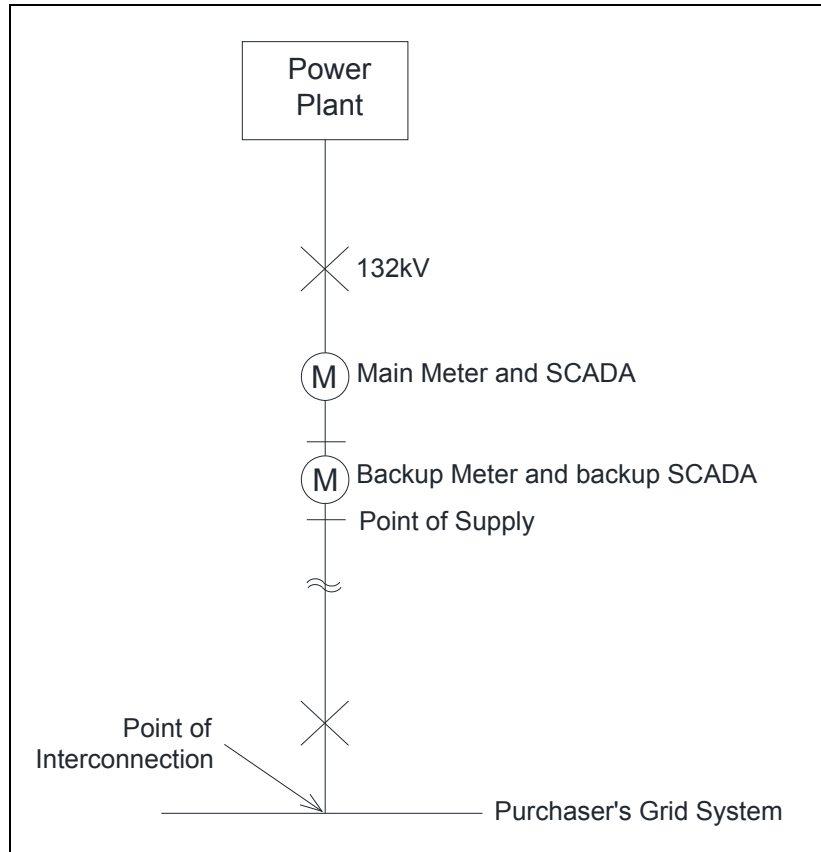 Power
Plant
132kV
M
Main Meter and SCADA
M
Backup Meter and backup SCADA
Point of Supply
Point of
Interconnection
Purchaser's Grid System